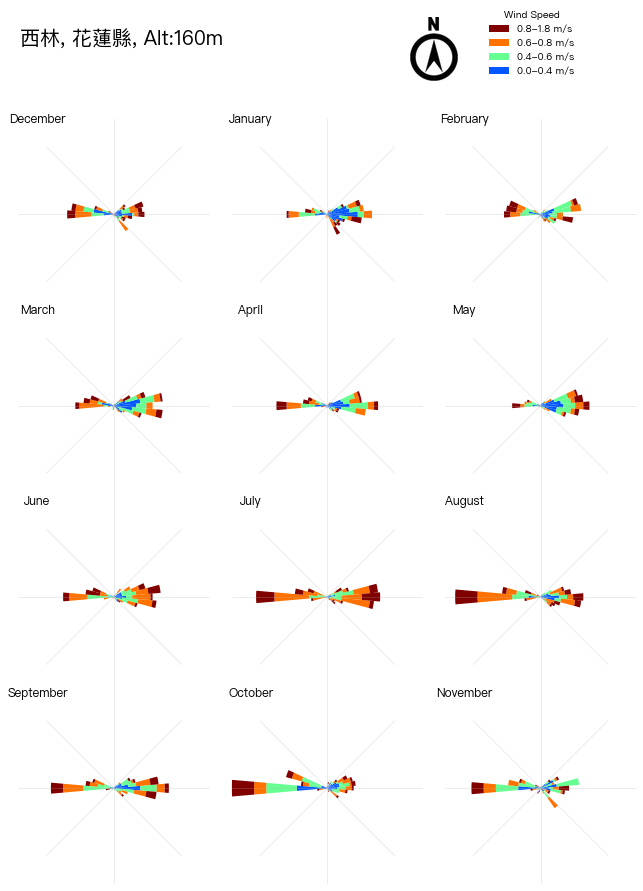 西林, 花蓮縣, Alt:160m
N
Wind Speed
0.8–1.8 m/s
0.6–0.8 m/s
0.4–0.6 m/s
0.0–0.4 m/s
December
January
February
March
April
May
June
July
August
September
October
November